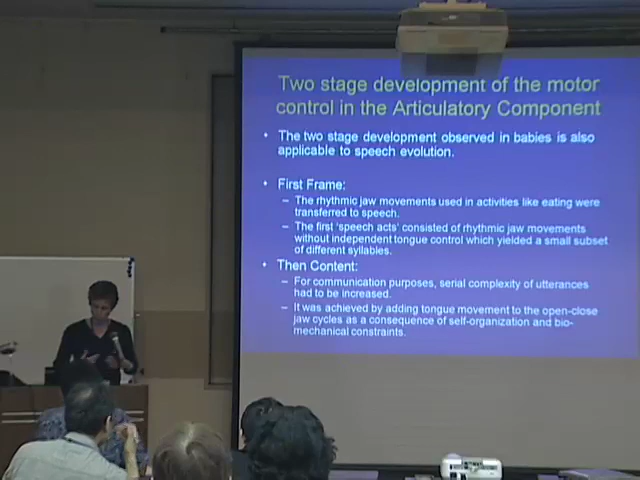 Two stage development of the motor
control in the Articulatory Component
• The two stage development observed in babies is also
applicable to speech evolution.
• First Frame:
– The rhythmic jaw movements used in activities like eating were
transferred to speech.
– The first 'speech acts' consisted of rhythmic jaw movements
without independent tongue control which yielded a small subset
of different syllables.
• Then Content:
– For communication purposes, serial complexity of utterances
had to be increased.
– It was achieved by adding tongue movement to the open-close
jaw cycles as a consequence of self-organization and bio-
mechanical constraints.